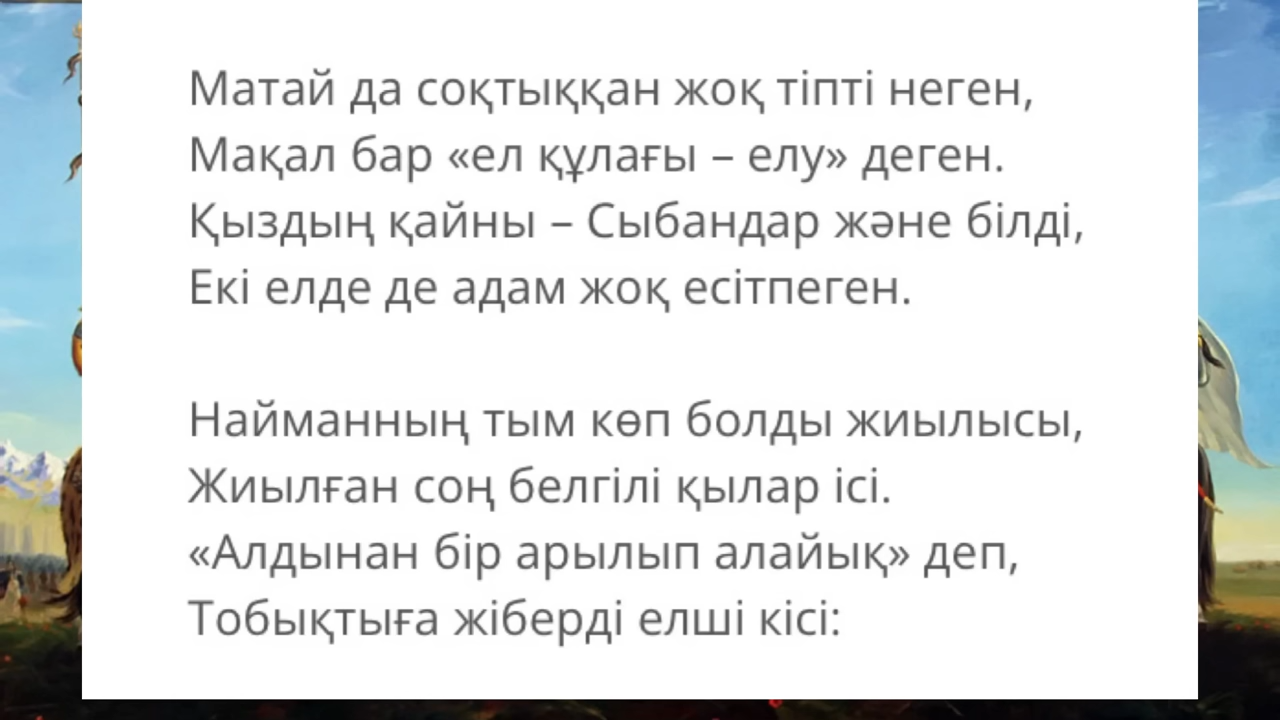 Матай да соқтыққан жоқ тіпті неген,
Мақал бар «ел құлағы – елу» деген.
Қыздың қайны – Сыбандар және білді,
Екі елде де адам жоқ есітпеген.
Найманның тым көп болды жиылысы,
Жиылған соң белгілі қылар ісі.
«Алдынан бір арылып алайық» деп,
Тобықтыға жіберді елші кісі: